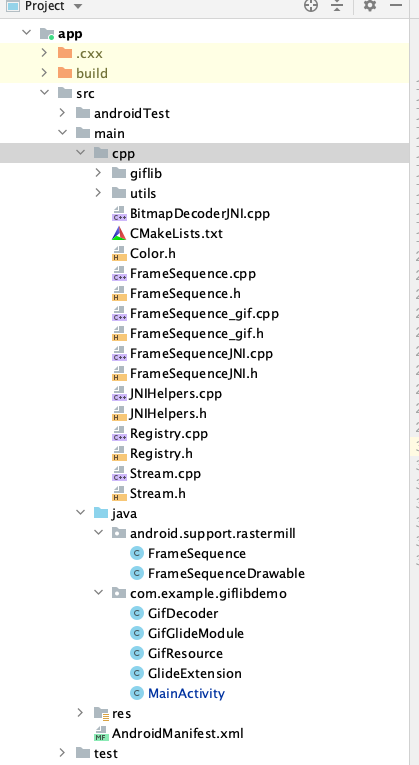 Project
app
.cxx
build
src
androidTest
main
cpp
giflib
utils
BitmapDecoderJNI.cpp
CMakeLists.txt
Color.h
FrameSequence.cpp
FrameSequence.h
FrameSequence_gif.cpp
FrameSequence_gif.h
FrameSequenceJNI.cpp
FrameSequenceJNI.h
JNIHelpers.cpp
JNIHelpers.h
Registry.cpp
Registry.h
Stream.cpp
Stream.h
java
android.support.rastermill
FrameSequence
FrameSequenceDrawable
com.example.giflibdemo
GifDecoder
GifGlideModule
GifResource
GlideExtension
MainActivity
res
AndroidManifest.xml
test